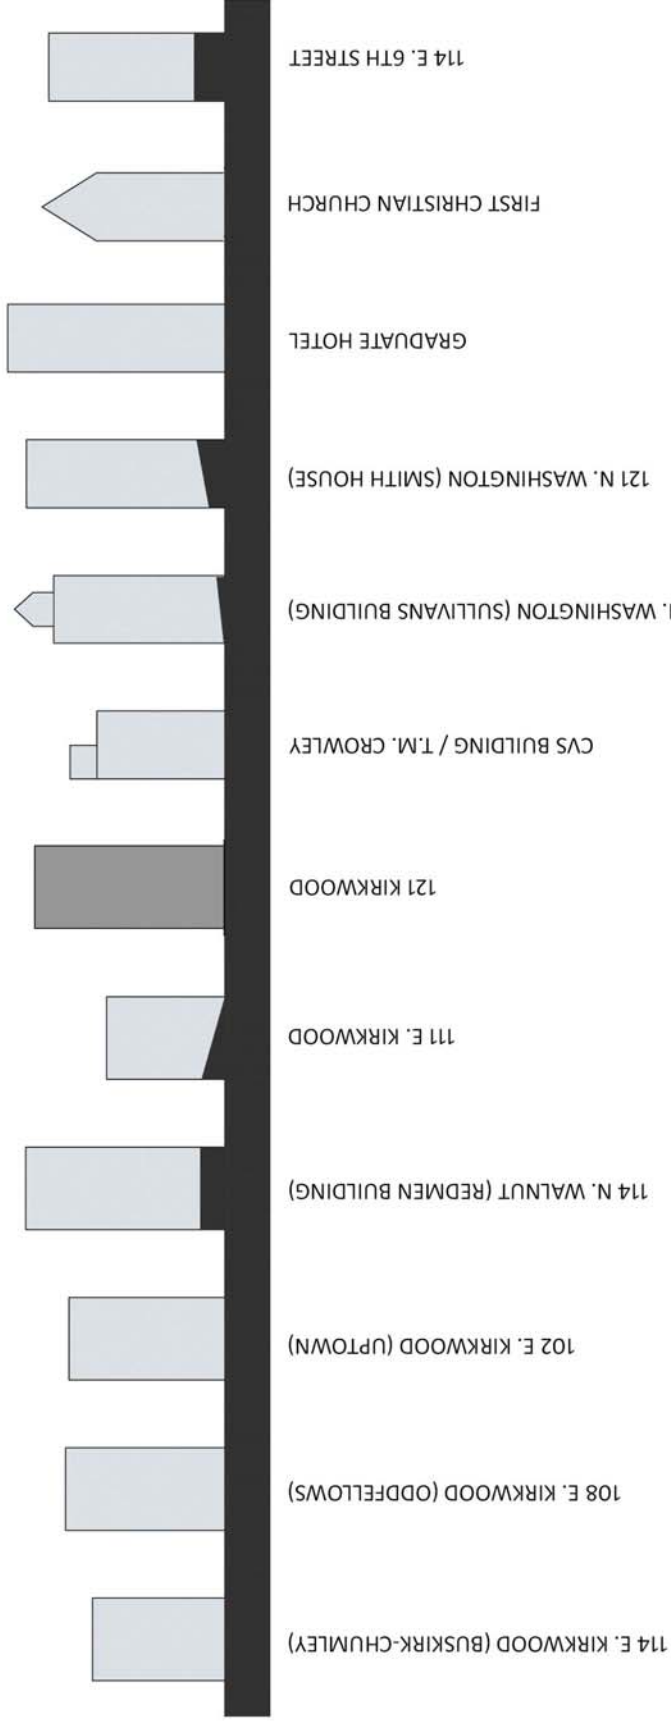 114 E. KIRKWOOD (BUSKIRK-CHUMLEY)
108 E. KIRKWOOD (ODDFELLOWS)
102 E. KIRKWOOD (UPTOWN)
114 N. WALNUT (REDMEN BUILDING)
111 E. KIRKWOOD
121 KIRKWOOD
CVS BUILDING / T.M. CROWLEY
WASHINGTON (SULLIVANS BUILDING)
121 N. WASHINGTON (SMITH HOUSE)
GRADUATE HOTEL
FIRST CHRISTIAN CHURCH
114 E. 6TH STREET